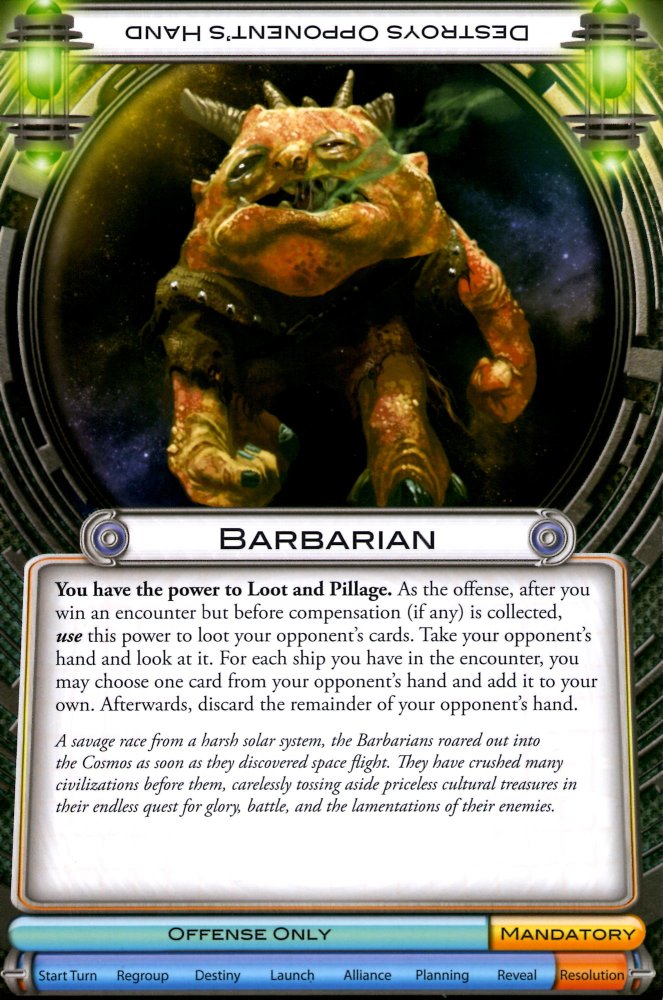 Destroys Opponent's Hand
Barbarian
You have the power to Loot and Pillage. As the offense, after you
win an encounter but before compensation (if any) is collected,
use this power to loot your opponent's cards. Take your opponent's
hand and look at it. For each ship you have in the encounter, you
may choose one card from your opponent's hand and add it to your
own. Afterwards, discard the remainder of your opponent's hand.
A savage race from a harsh solar system, the Barbarians roared out into
the Cosmos as soon as they discovered space flight. They have crushed many
civilizations before them, carelessly tossing aside priceless cultural treasures in
their endless quest for glory, battle, and the lamentations of their enemies.
Offense Only Mandatory
Start Turn Regroup Destiny Launch Alliance Planning Reveal Resolution